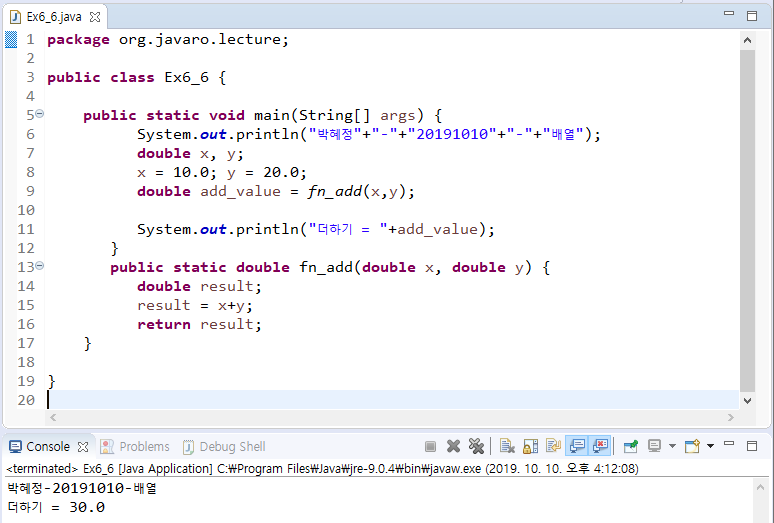 Ex6_6.java
1 package org.javaro.lecture;
2
3 public class Ex6_6 {
4
5     public static void main(String[] args) {
6           System.out.println("박혜정"+"-"+"20191010"+"-"+"배열");
7           double x, y;
8           x = 10.0; y = 20.0;
9           double add_value = fn_add(x,y);
10
11           System.out.println("더하기 = "+add_value);
12        }
13        public static double fn_add(double x, double y) {
14           double result;
15           result = x+y;
16           return result;
17     }
18
19 }
20
Console Problems Debug Shell
<terminated> Ex6_6 [Java Application] C:₩Program Files₩Java₩jre-9.0.4₩bin₩javaw.exe (2019. 10. 10. 오후 4:12:08)
박혜정-20191010-배열
더하기 = 30.0